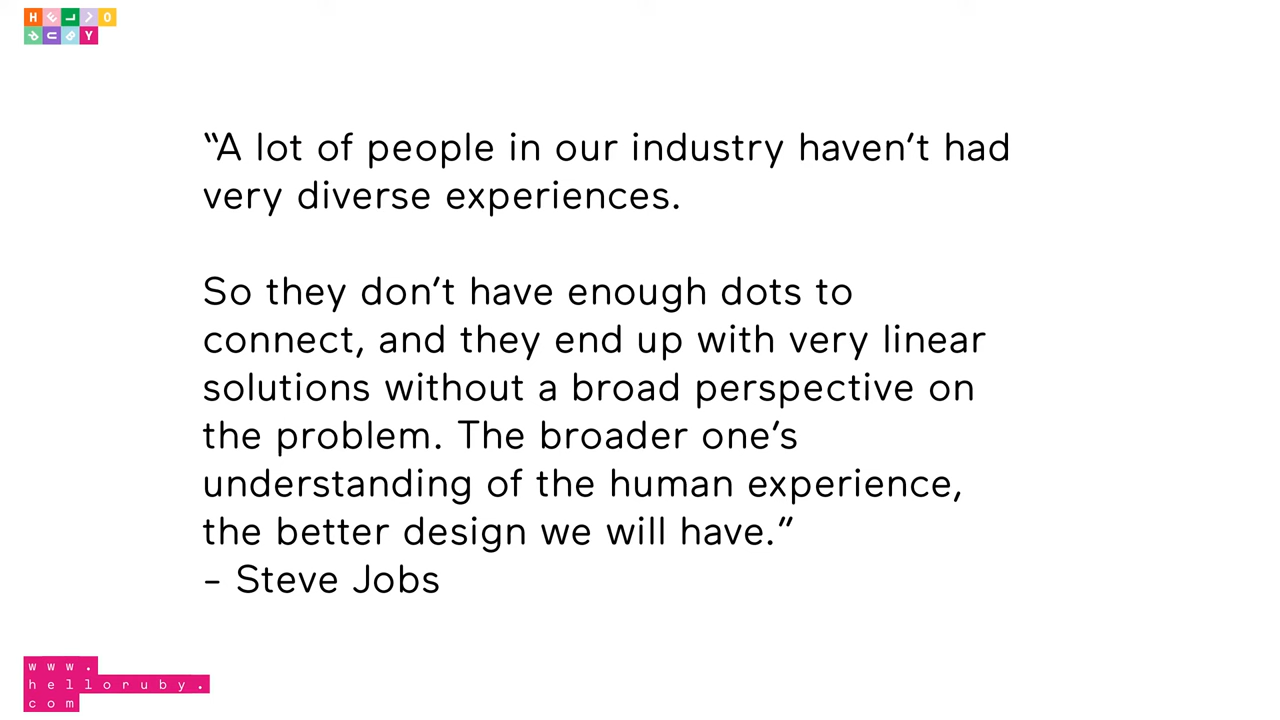 HELLO
RUBY
“A lot of people in our industry haven’t had
very diverse experiences.
So they don’t have enough dots to
connect, and they end up with very linear
solutions without a broad perspective on
the problem. The broader one’s
understanding of the human experience,
the better design we will have.”
– Steve Jobs
www.
helloruby.
com